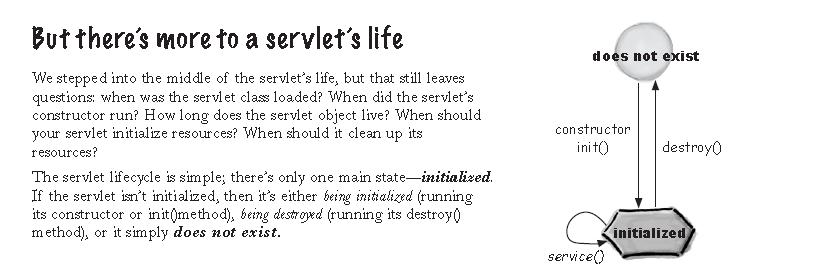 But there's more to a servlet's life
We stepped into the middle of the servlet's life, but that still leaves
questions: when was the servlet class loaded? When did the servlet's
constructor run? How long does the servlet object live? When should
your servlet initialize resources? When should it clean up its
resources?
The servlet lifecycle is simple; there's only one main state—initialized.
If the servlet isn't initialized, then it's either being initialized (running
its constructor or init()method), being destroyed (running its destroy()
method), or it simply does not exist.
does not exist
constructor
init()
destroy()
initialized
service()